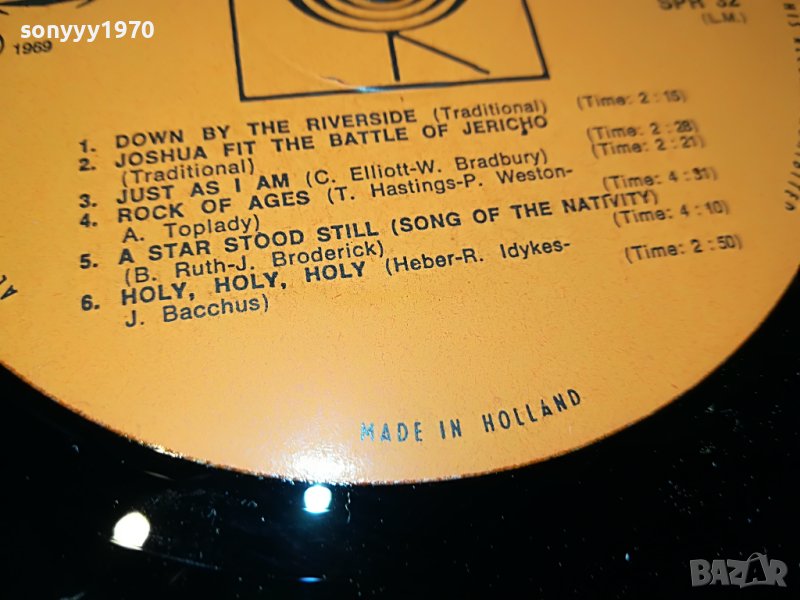 sonyyy1970
1969
SPR 32
(L.M.)
1. DOWN BY THE RIVERSIDE (Traditional) (Time: 2:15)
2. JOSHUA FIT THE BATTLE OF JERICHO
(Traditional) (Time: 2:28)
3. JUST AS I AM (C. Elliott-W. Bradbury) (Time: 2:21)
4. ROCK OF AGES (T. Hastings-P. Weston-
A. Toplady) (Time: 4:31)
5. A STAR STOOD STILL (SONG OF THE NATIVITY)
(B. Ruth-J. Broderick) (Time: 4:10)
6. HOLY, HOLY, HOLY (Heber-R. Idykes-
J. Bacchus) (Time: 2:50)
MADE IN HOLLAND
BAZAR